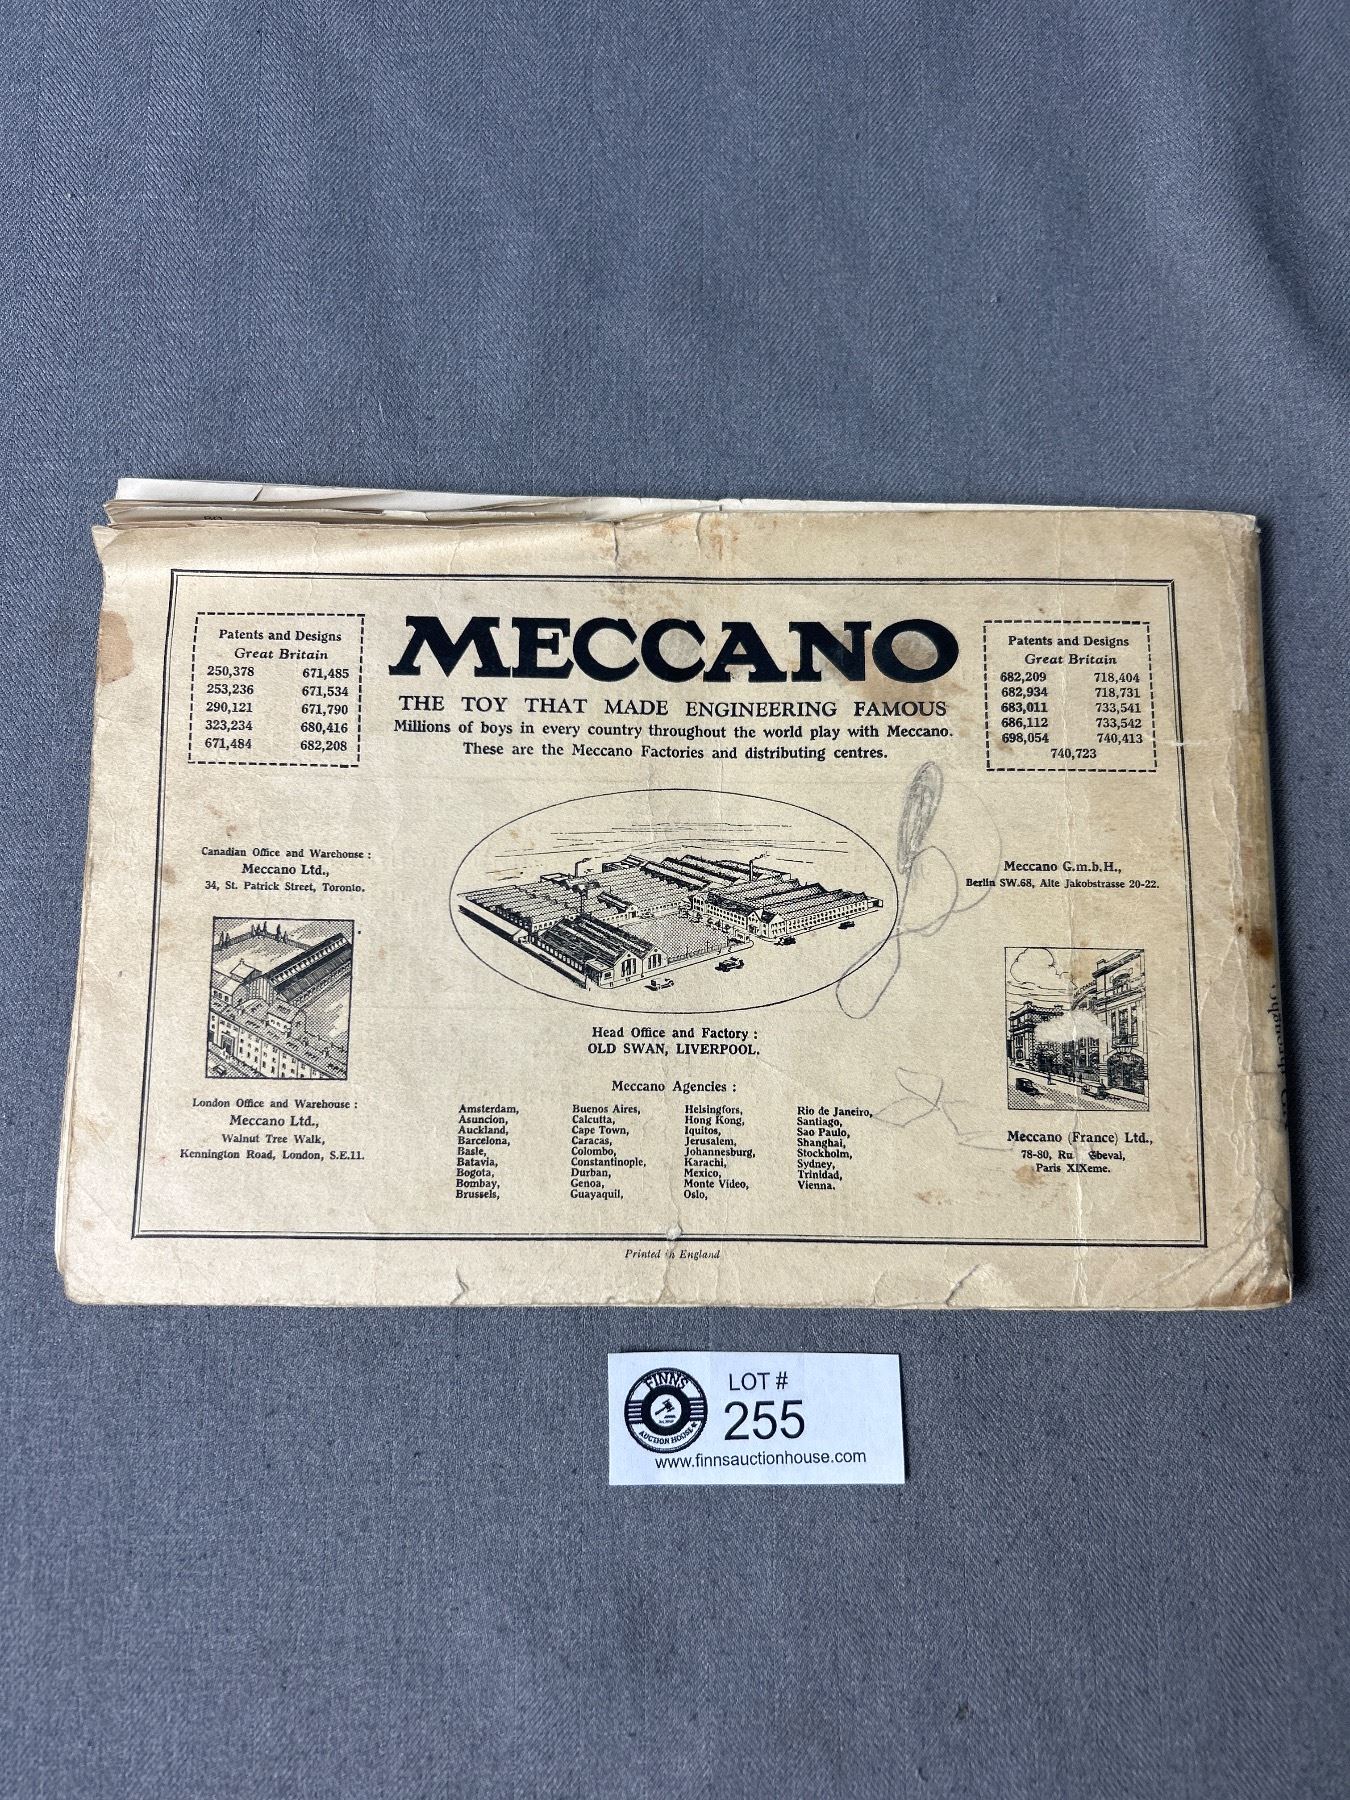 Patents and Designs
Great Britain
250,378 671,485
253,236 671,534
290,121 671,790
323,234 680,416
671,484 682,208
MECCANO
THE TOY THAT MADE ENGINEERING FAMOUS
Millions of boys in every country throughout the world play with Meccano.
These are the Meccano Factories and distributing centres.
Patents and Designs
Great Britain
682,209 718,404
682,934 718,731
683,011 733,541
686,112 733,542
698,054 740,413
740,723
Canadian Office and Warehouse :
Meccano Ltd.,
34, St. Patrick Street, Toronto.
Meccano G.m.b.H.,
Berlin SW.68, Alte Jakobstrasse 20-22.
Head Office and Factory :
OLD SWAN, LIVERPOOL.
MECCANO
London Office and Warehouse :
Meccano Ltd.,
Walnut Tree Walk,
Kennington Road, London, S.E.11.
Meccano Agencies :
Amsterdam, Buenos Aires, Helsingfors, Rio de Janeiro,
Asuncion, Calcutta, Hong Kong, Santiago,
Auckland, Cape Town, Iquitos, Sao Paulo,
Barcelona, Caracas, Jerusalem, Shanghai,
Basle, Colombo, Johannesburg, Stockholm,
Batavia, Constantinople, Karachi, Sydney,
Bogota, Durban, Mexico, Trinidad,
Bombay, Genoa, Monte Video, Vienna.
Brussels, Guayaquil, Oslo,
Meccano (France) Ltd.,
78-80, Ru
Paris XIXeme.
Printed in England
FINNS
AUCTION HOUSE
LOT #
255
www.finnsauctionhouse.com